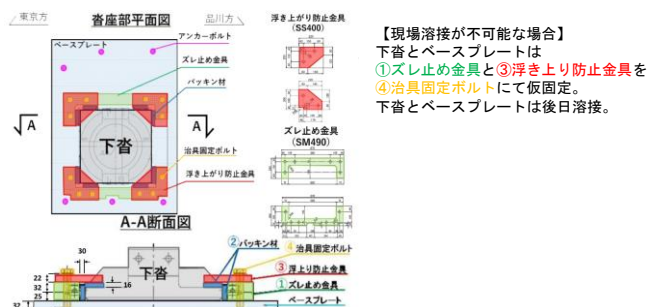 東京方
沓座部平面図
品川方
ベースプレート
アンカーボルト
ズレ止め金具
パッキン材
A
A
下沓
治具固定ボルト
浮き上がり防止金具
浮き上がり防止金具
(SS400)
ズレ止め金具
(SM490)
【現場溶接が不可能な場合】
下沓とベースプレートは
①ズレ止め金具と③浮き上り防止金具を
④治具固定ボルトにて仮固定。
下沓とベースプレートは後日溶接。
A-A断面図
30
②パッキン材
④治具固定ボルト
下沓
③浮上り防止金具
22
32
25
32
16
①ズレ止め金具
ベースプレート